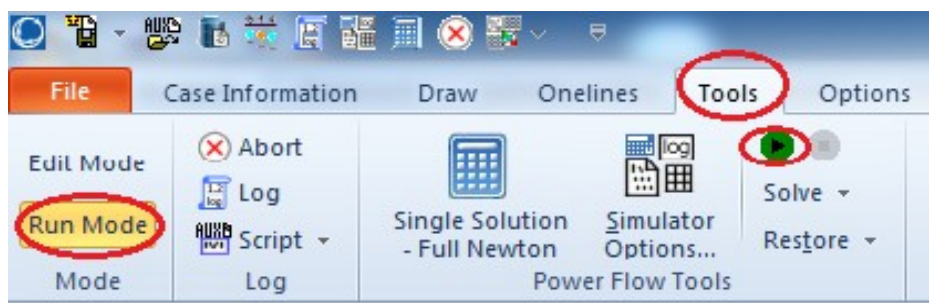 File Case Information Draw Onelines Tools Options
Edit Mode
Run Mode
Mode
Abort
Log
Script
Log
Single Solution
- Full Newton
Simulator
Options...
Solve
Restore
Power Flow Tools